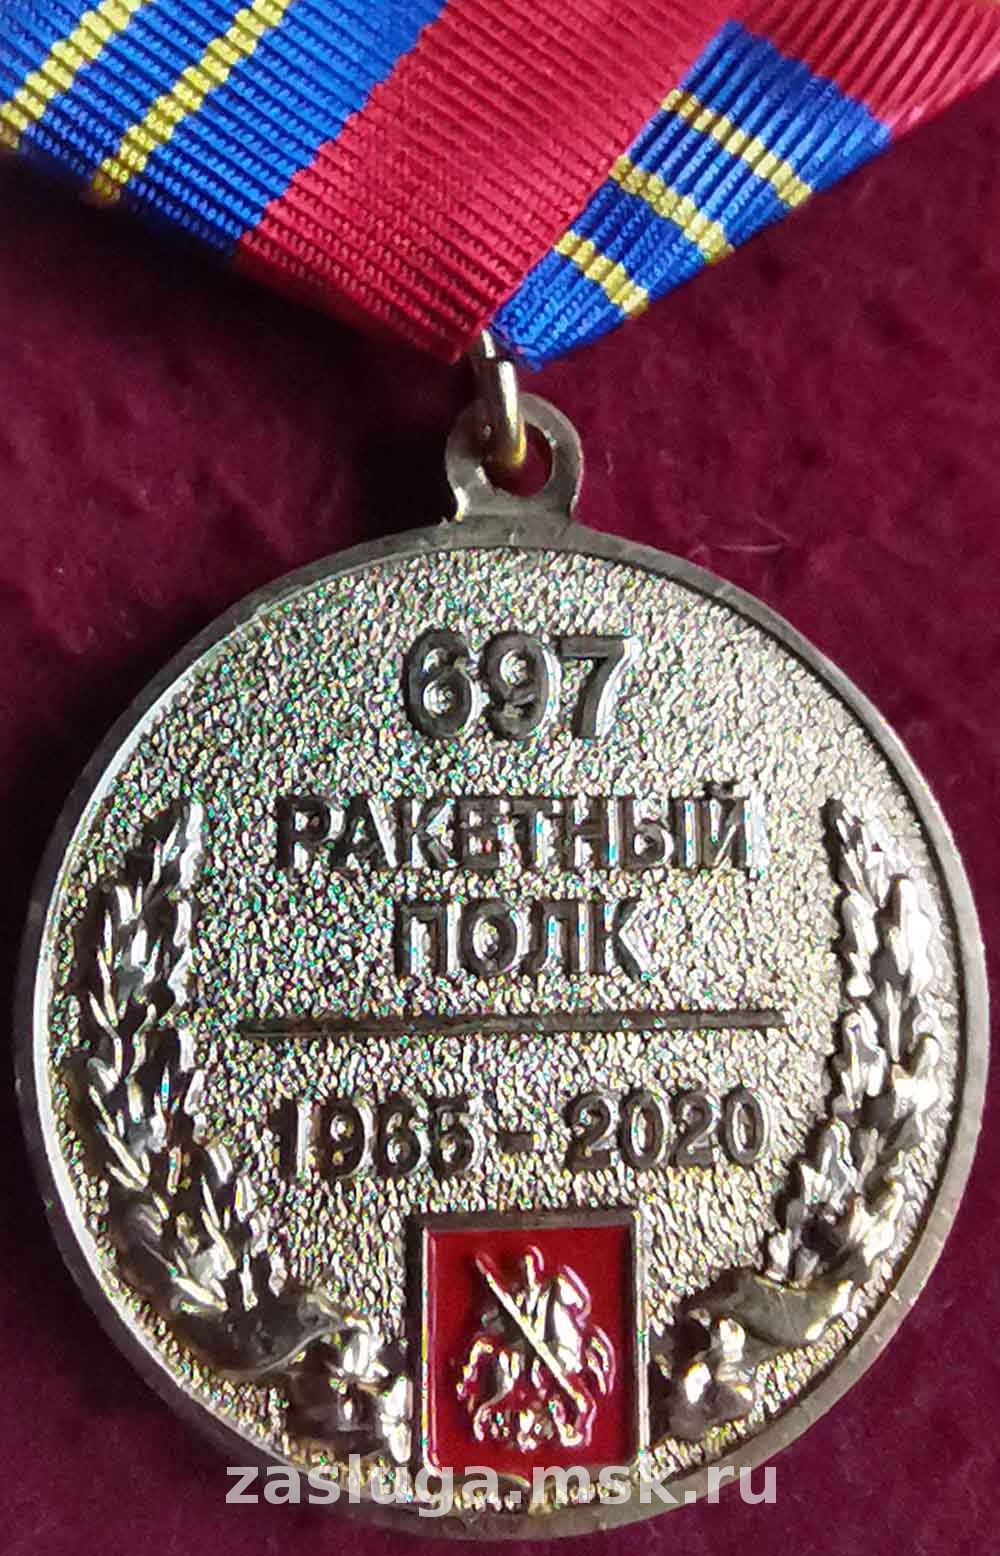 697
РАКЕТНЫЙ
ПОЛК
1965-2020
zasluga.msk.ru